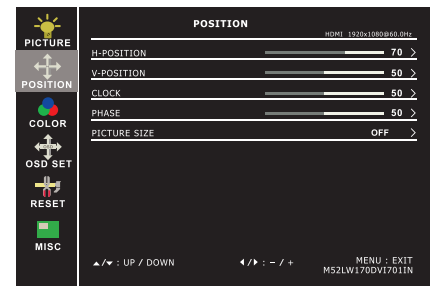 PICTURE
POSITION
COLOR
OSD SET
RESET
MISC
POSITION
HDMI 1920x1080@60.0Hz
H-POSITION 70 >
V-POSITION 50 >
CLOCK 50 >
PHASE 50 >
PICTURE SIZE OFF >
▲/▼ : UP / DOWN ◀/▶ : - / + MENU : EXIT
M52LW170DVI701IN